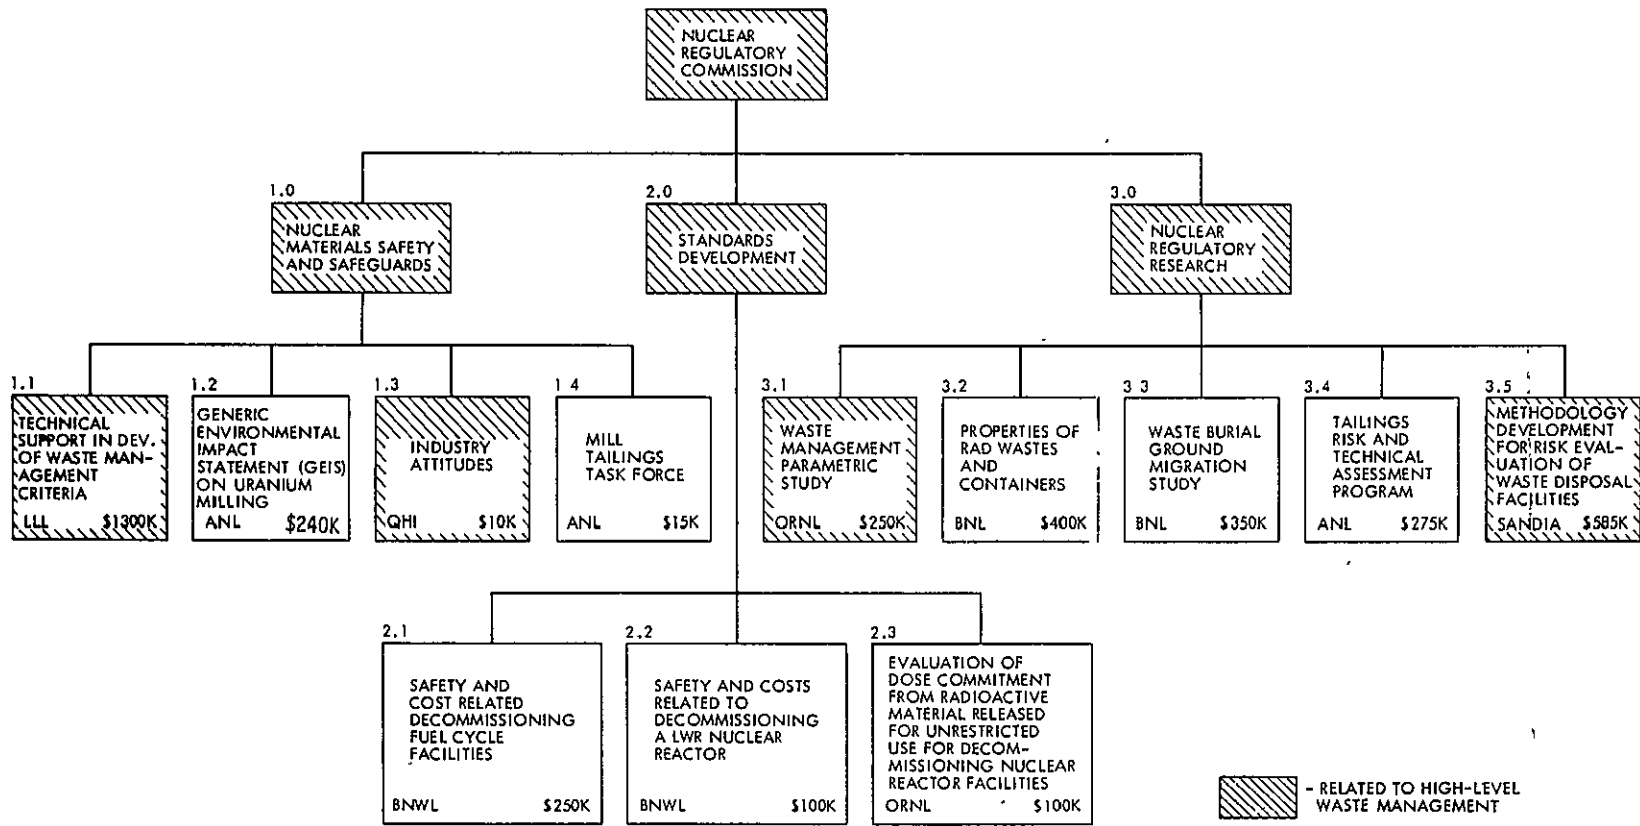 NUCLEAR
REGULATORY
COMMISSION
1.0
NUCLEAR
MATERIALS SAFETY
AND SAFEGUARDS
2.0
STANDARDS
DEVELOPMENT
3.0
NUCLEAR
REGULATORY
RESEARCH
1.1
TECHNICAL
SUPPORT IN DEV.
OF WASTE MAN-
AGEMENT
CRITERIA
LLL $1300K
1.2
GENERIC
ENVIRONMENTAL
IMPACT
STATEMENT (GEIS)
ON URANIUM
MILLING
ANL $240K
1.3
INDUSTRY
ATTITUDES
QHI $10K
1 4
MILL
TAILINGS
TASK FORCE
ANL $15K
3.1
WASTE
MANAGEMENT
PARAMETRIC
STUDY
ORNL $250K
3.2
PROPERTIES OF
RAD WASTES
AND
CONTAINERS
BNL $400K
3 3
WASTE BURIAL
GROUND
MIGRATION
STUDY
BNL $350K
3.4
TAILINGS
RISK AND
TECHNICAL
ASSESSMENT
PROGRAM
ANL $275K
3.5
METHODOLOGY
DEVELOPMENT
FOR RISK EVAL-
UATION OF
WASTE DISPOSAL
FACILITIES
SANDIA $585K
2.1
SAFETY AND
COST RELATED
DECOMMISSIONING
FUEL CYCLE
FACILITIES
BNWL $250K
2.2
SAFETY AND COSTS
RELATED TO
DECOMMISSIONING
A LWR NUCLEAR
REACTOR
BNWL $100K
2.3
EVALUATION OF
DOSE COMMITMENT
FROM RADIOACTIVE
MATERIAL RELEASED
FOR UNRESTRICTED
USE FOR DECOM-
MISSIONING NUCLEAR
REACTOR FACILITIES
ORNL $100K
- RELATED TO HIGH-LEVEL
WASTE MANAGEMENT